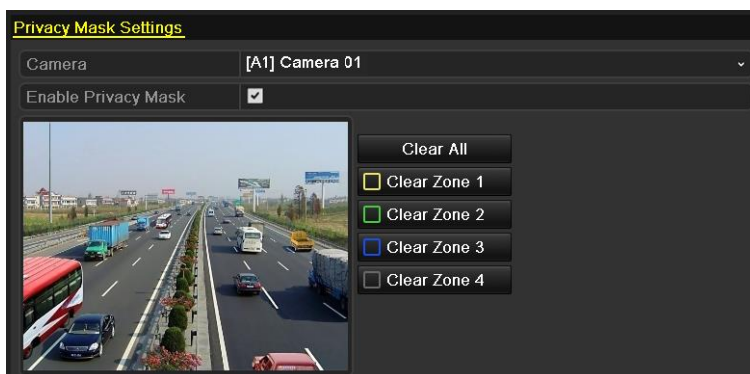 Privacy Mask Settings
Camera [A1] Camera 01
Enable Privacy Mask
Clear All
Clear Zone 1
Clear Zone 2
Clear Zone 3
Clear Zone 4